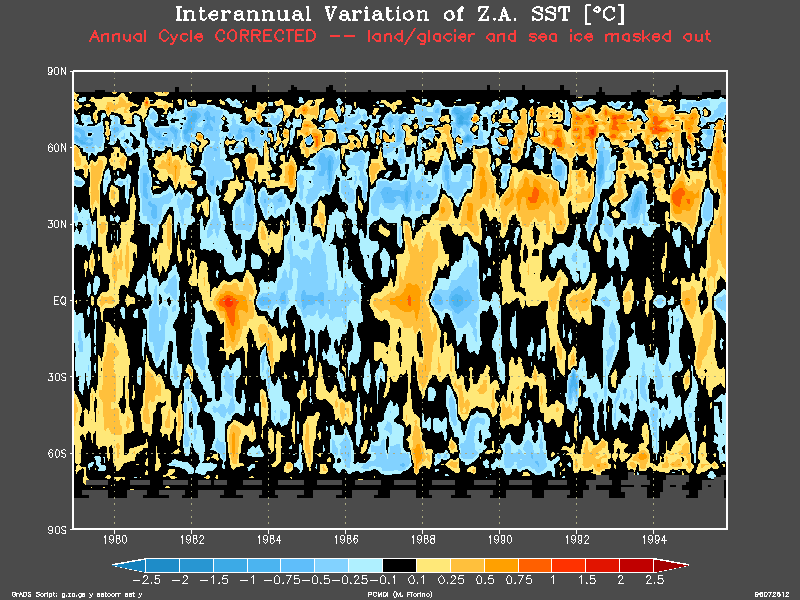 Interannual Variation of Z.A. SST [°C]
Annual Cycle CORRECTED -- land/glacier and sea ice masked out
90N
60N
30N
EQ
30S
60S
90S
1980 1982 1984 1986 1988 1990 1992 1994
-2.5 -2 -1.5 -1 -0.75 -0.5 -0.25 -0.1 0.1 0.25 0.5 0.75 1 1.5 2 2.5
GrADS Script: g.za.gs y sstcorr sst y PCMDI (M. Fiorino) 96072612